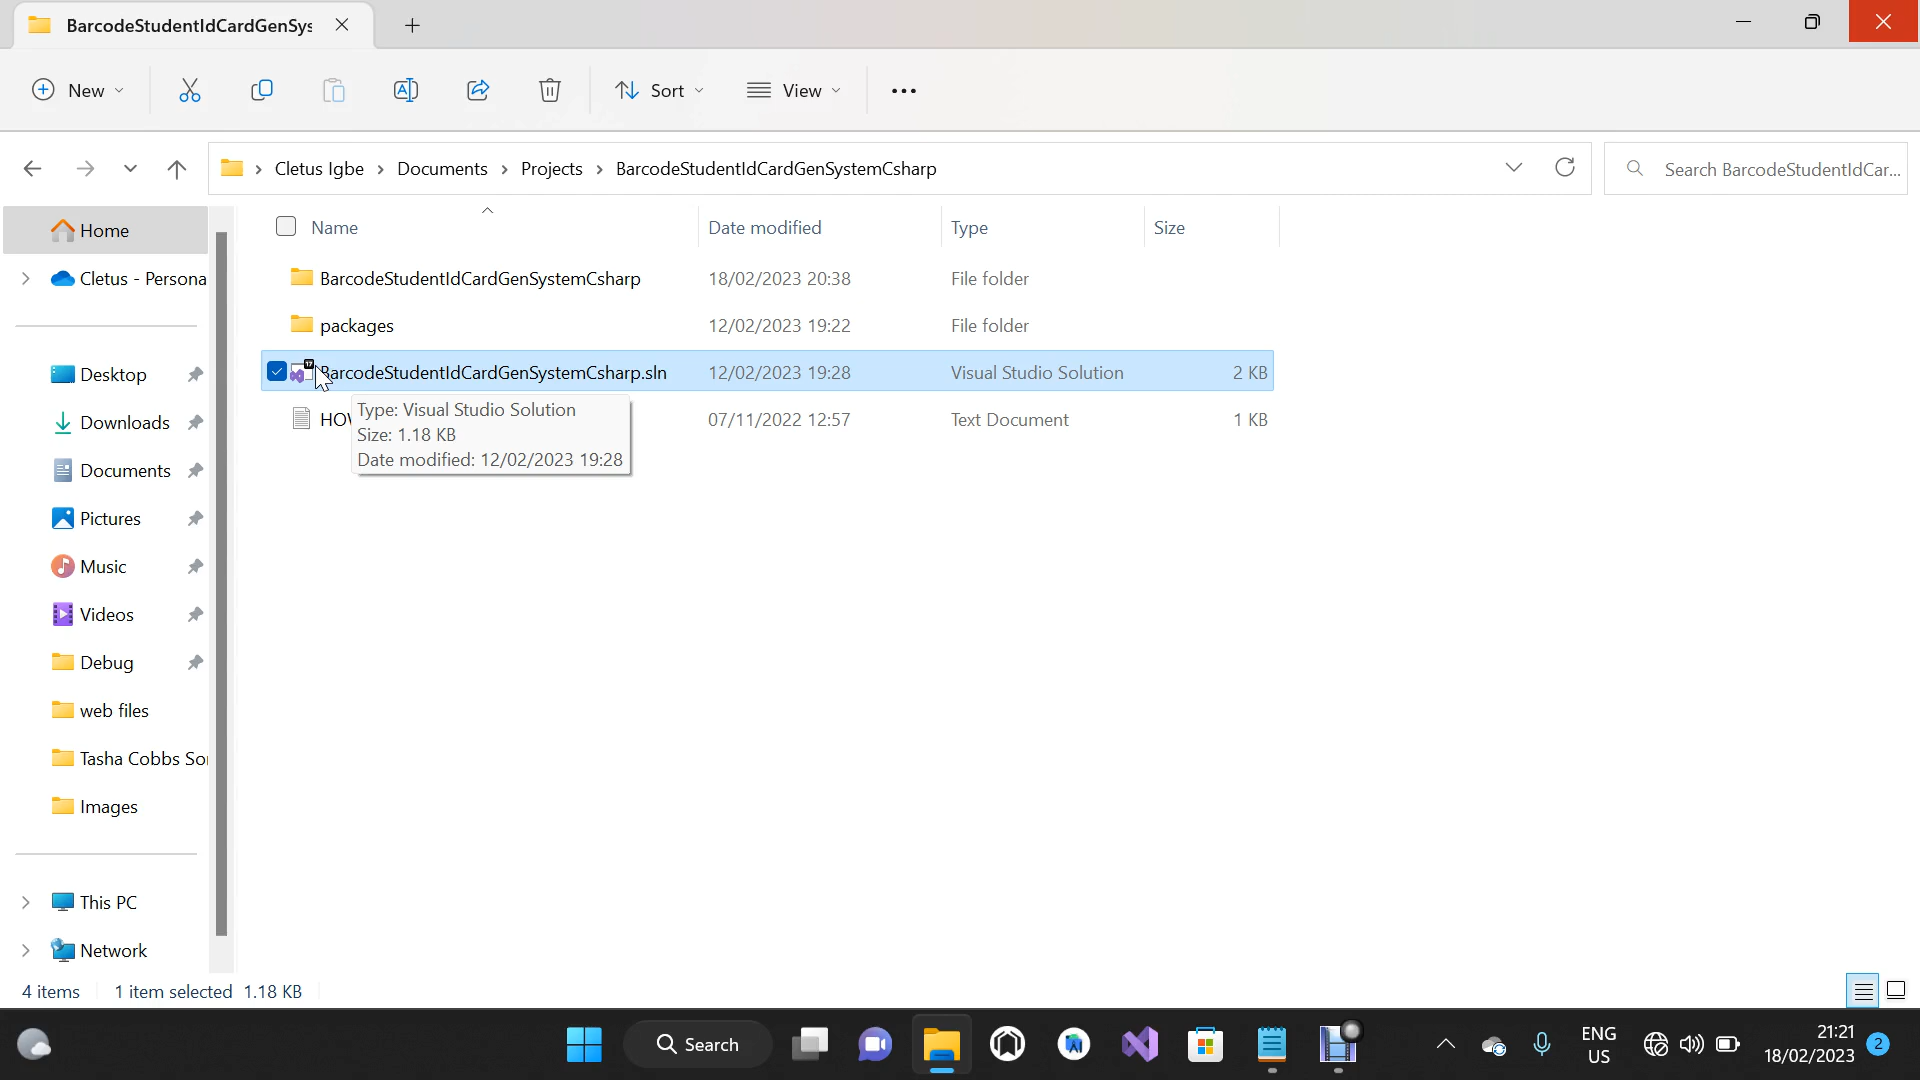 BarcodeStudentIdCardGenSys
New
Sort
View
Cletus Igbe > Documents > Projects > BarcodeStudentIdCardGenSystemCsharp
Search BarcodeStudentIdCar...
Home
Cletus - Persona
Desktop
Downloads
Documents
Pictures
Music
Videos
Debug
web files
Tasha Cobbs So
Images
This PC
Network
Name Date modified Type Size
BarcodeStudentIdCardGenSystemCsharp 18/02/2023 20:38 File folder
packages 12/02/2023 19:22 File folder
BarcodeStudentIdCardGenSystemCsharp.sln 12/02/2023 19:28 Visual Studio Solution 2 KB
HOW 07/11/2022 12:57 Text Document 1 KB
Type: Visual Studio Solution
Size: 1.18 KB
Date modified: 12/02/2023 19:28
4 items 1 item selected 1.18 KB
Search
ENG
US
21:21
18/02/2023
2